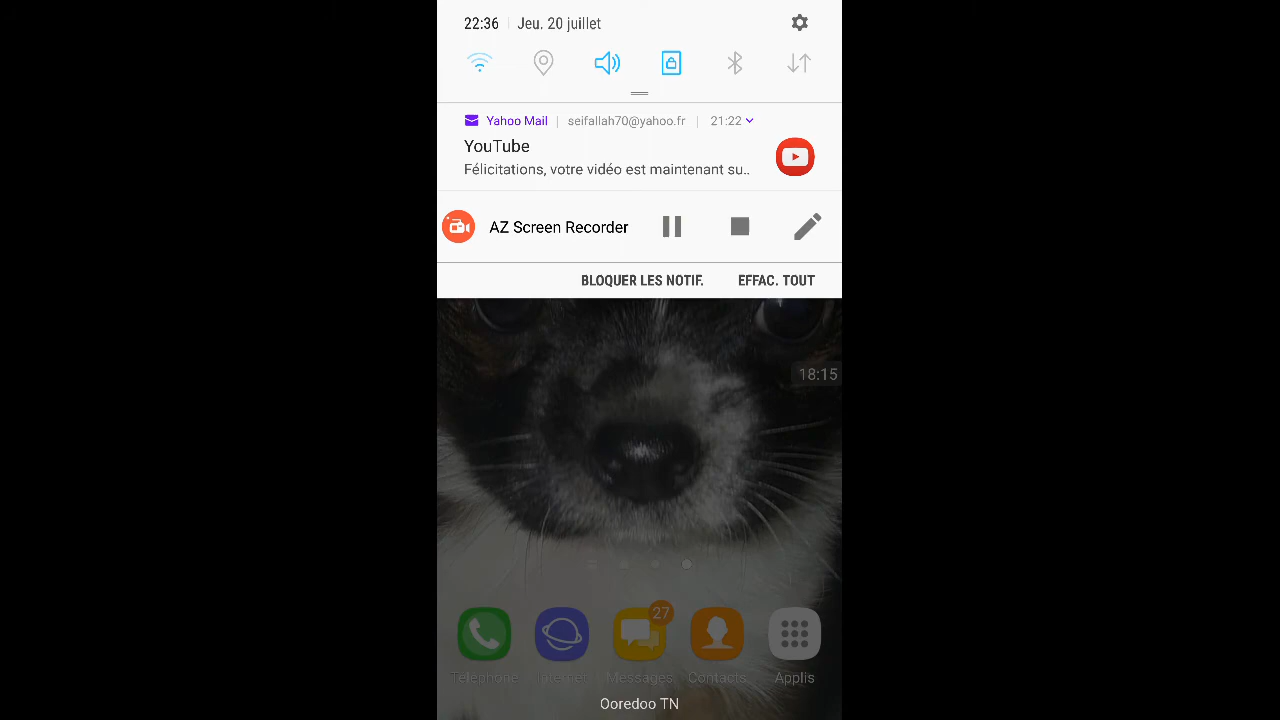 22:36 | Jeu. 20 juillet
Yahoo Mail | seifallah70@yahoo.fr | 21:22
YouTube
Félicitations, votre vidéo est maintenant su..
AZ Screen Recorder
BLOQUER LES NOTIF. EFFAC. TOUT
18:15
27
Téléphone Internet Messages Contacts Applis
Ooredoo TN